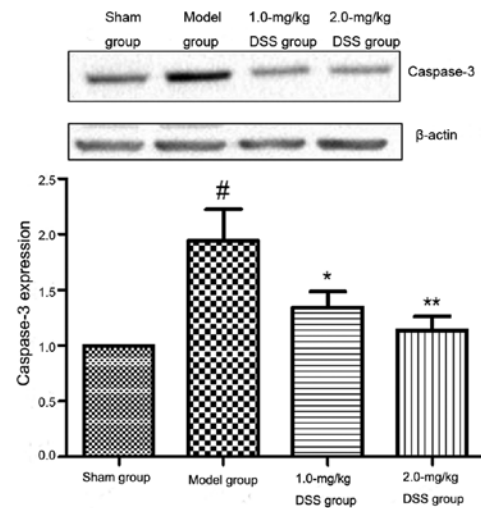 Sham Model 1.0-mg/kg 2.0-mg/kg
group group DSS group DSS group
Caspase-3
β-actin
Caspase-3 expression
2.5
2.0
1.5
1.0
0.5
0.0
#
*
**
Sham group Model group 1.0-mg/kg 2.0-mg/kg
DSS group DSS group